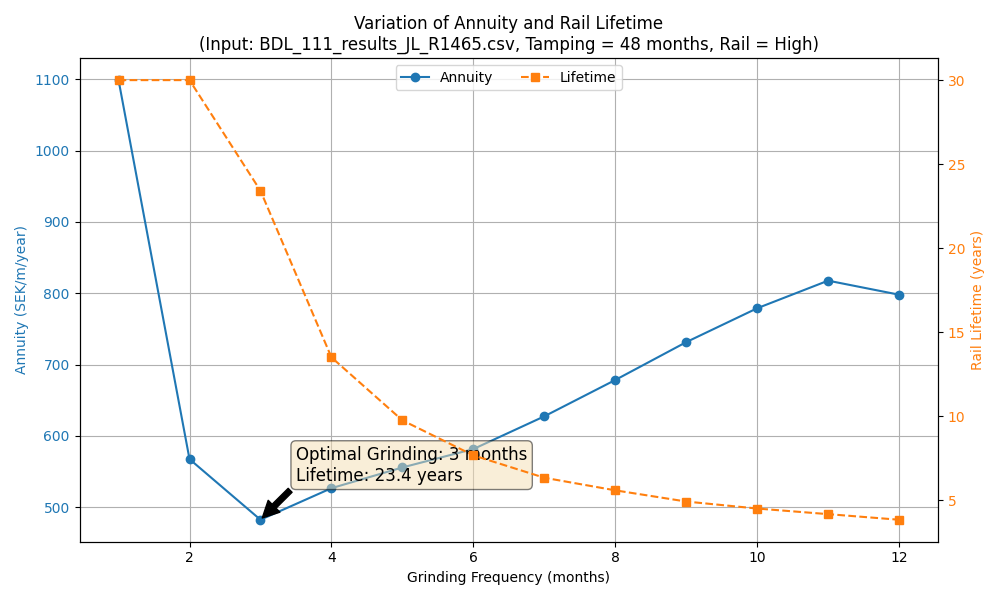 Variation of Annuity and Rail Lifetime
(Input: BDL_111_results_JL_R1465.csv, Tamping = 48 months, Rail = High)
Annuity
Lifetime
1100
1000
900
800
700
600
500
Annuity (SEK/m/year)
30
25
20
15
10
5
Rail Lifetime (years)
Optimal Grinding: 3 months
Lifetime: 23.4 years
2 4 6 8 10 12
Grinding Frequency (months)